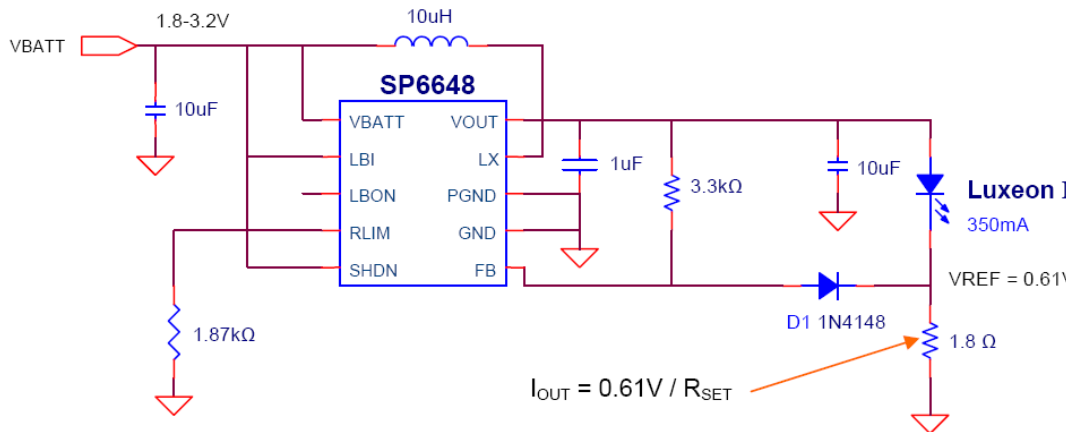 1.8-3.2V
10uH
VBATT
SP6648
10uF
VBATT
VOUT
LBI
LX
1uF
3.3kΩ
10uF
LBON
PGND
Luxeon I
RLIM
GND
350mA
SHDN
FB
VREF = 0.61V
D1 1N4148
1.87kΩ
1.8 Ω
IOUT = 0.61V / RSET